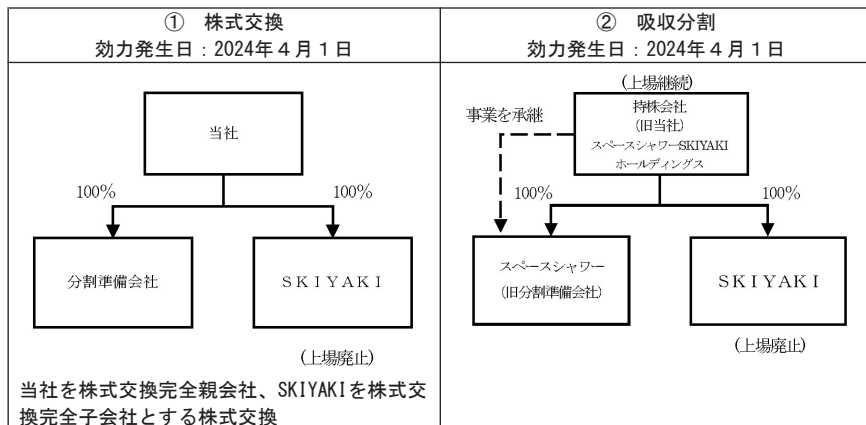 ① 株式交換
効力発生日：2024年４月１日
当社
100%
100%
分割準備会社
ＳＫＩＹＡＫＩ
(上場廃止)
当社を株式交換完全親会社、SKIYAKIを株式交
換完全子会社とする株式交換
② 吸収分割
効力発生日：2024年４月１日
(上場継続)
持株会社
(旧当社)
スペースシャワーSKIYAKI
ホールディングス
事業を承継
100%
100%
スペースシャワー
(旧分割準備会社)
ＳＫＩＹＡＫＩ
(上場廃止)